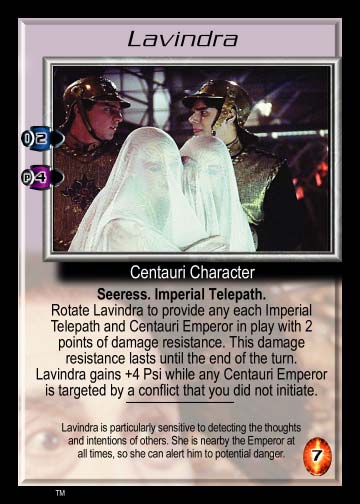 Lavindra
D 2
P 4
Centauri Character
Seeress. Imperial Telepath.
Rotate Lavindra to provide any each Imperial
Telepath and Centauri Emperor in play with 2
points of damage resistance. This damage
resistance lasts until the end of the turn.
Lavindra gains +4 Psi while any Centauri Emperor
is targeted by a conflict that you did not initiate.
Lavindra is particularly sensitive to detecting the thoughts
and intentions of others. She is nearby the Emperor at
all times, so she can alert him to potential danger.
7
TM